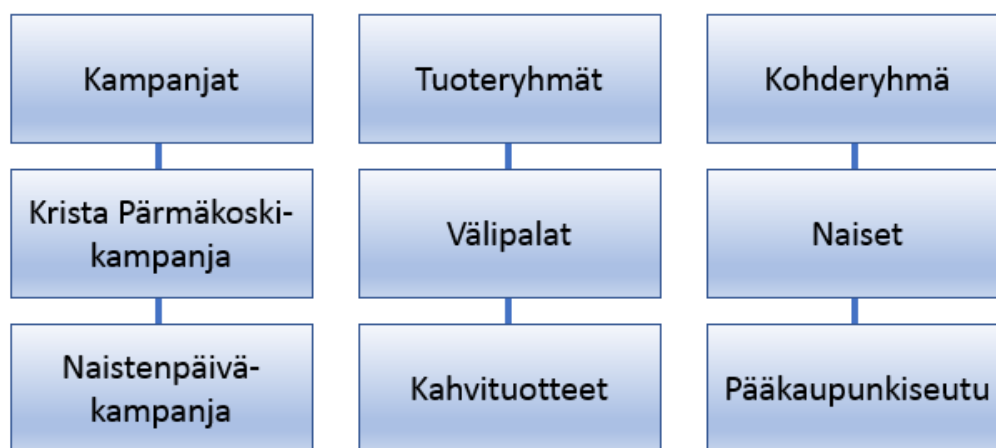 Kampanjat
Tuoteryhmät
Kohderyhmä
Krista Pärmäkoski-
kampanja
Välipalat
Naiset
Naistenpäivä-
kampanja
Kahvituotteet
Pääkaupunkiseutu